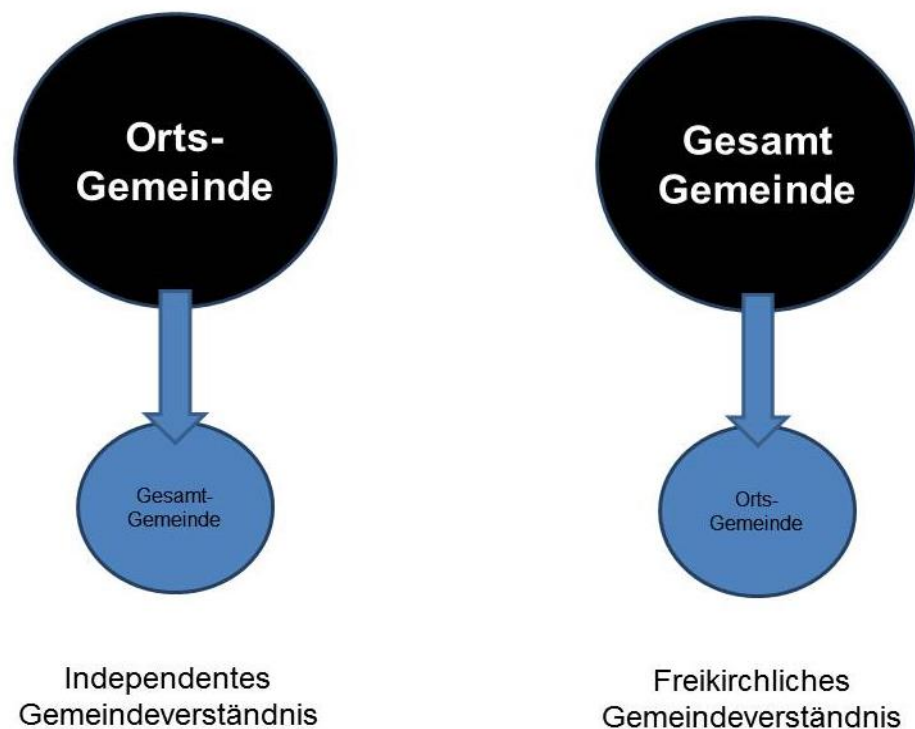 Orts-
Gemeinde
Gesamt-
Gemeinde
Independentes
Gemeindeverständnis
Gesamt
Gemeinde
Orts-
Gemeinde
Freikirchliches
Gemeindeverständnis